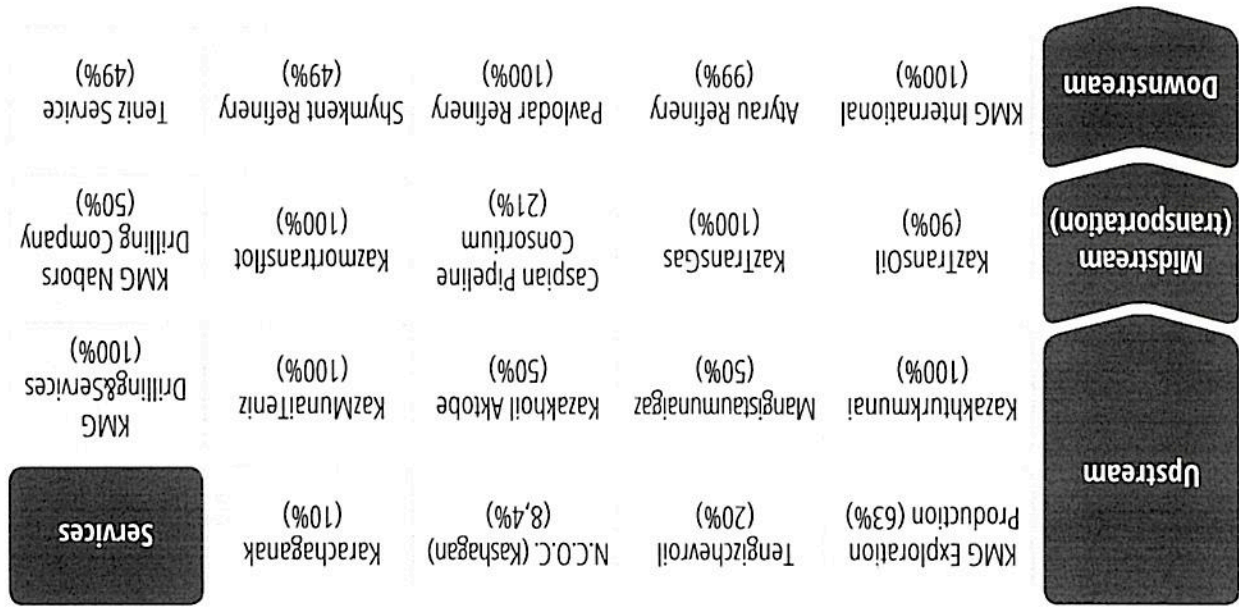 Upstream
KMG Exploration
Production (63%)
Tengizchevroil
(20%)
N.C.O.C. (Kashagan)
(8,4%)
Karachaganak
(10%)
Services
Kazakhturkmunai
(100%)
Mangistaumunaigaz
(50%)
Kazakhoil Aktobe
(50%)
KazMunaiTeniz
(100%)
KMG
Drilling&Services
(100%)
Midstream
(transportation)
KazTransOil
(90%)
KazTransGas
(100%)
Caspian Pipeline
Consortium
(21%)
Kazmortransflot
(100%)
KMG Nabors
Drilling Company
(50%)
Downstream
KMG International
(100%)
Atyrau Refinery
(99%)
Pavlodar Refinery
(100%)
Shymkent Refinery
(49%)
Teniz Service
(49%)